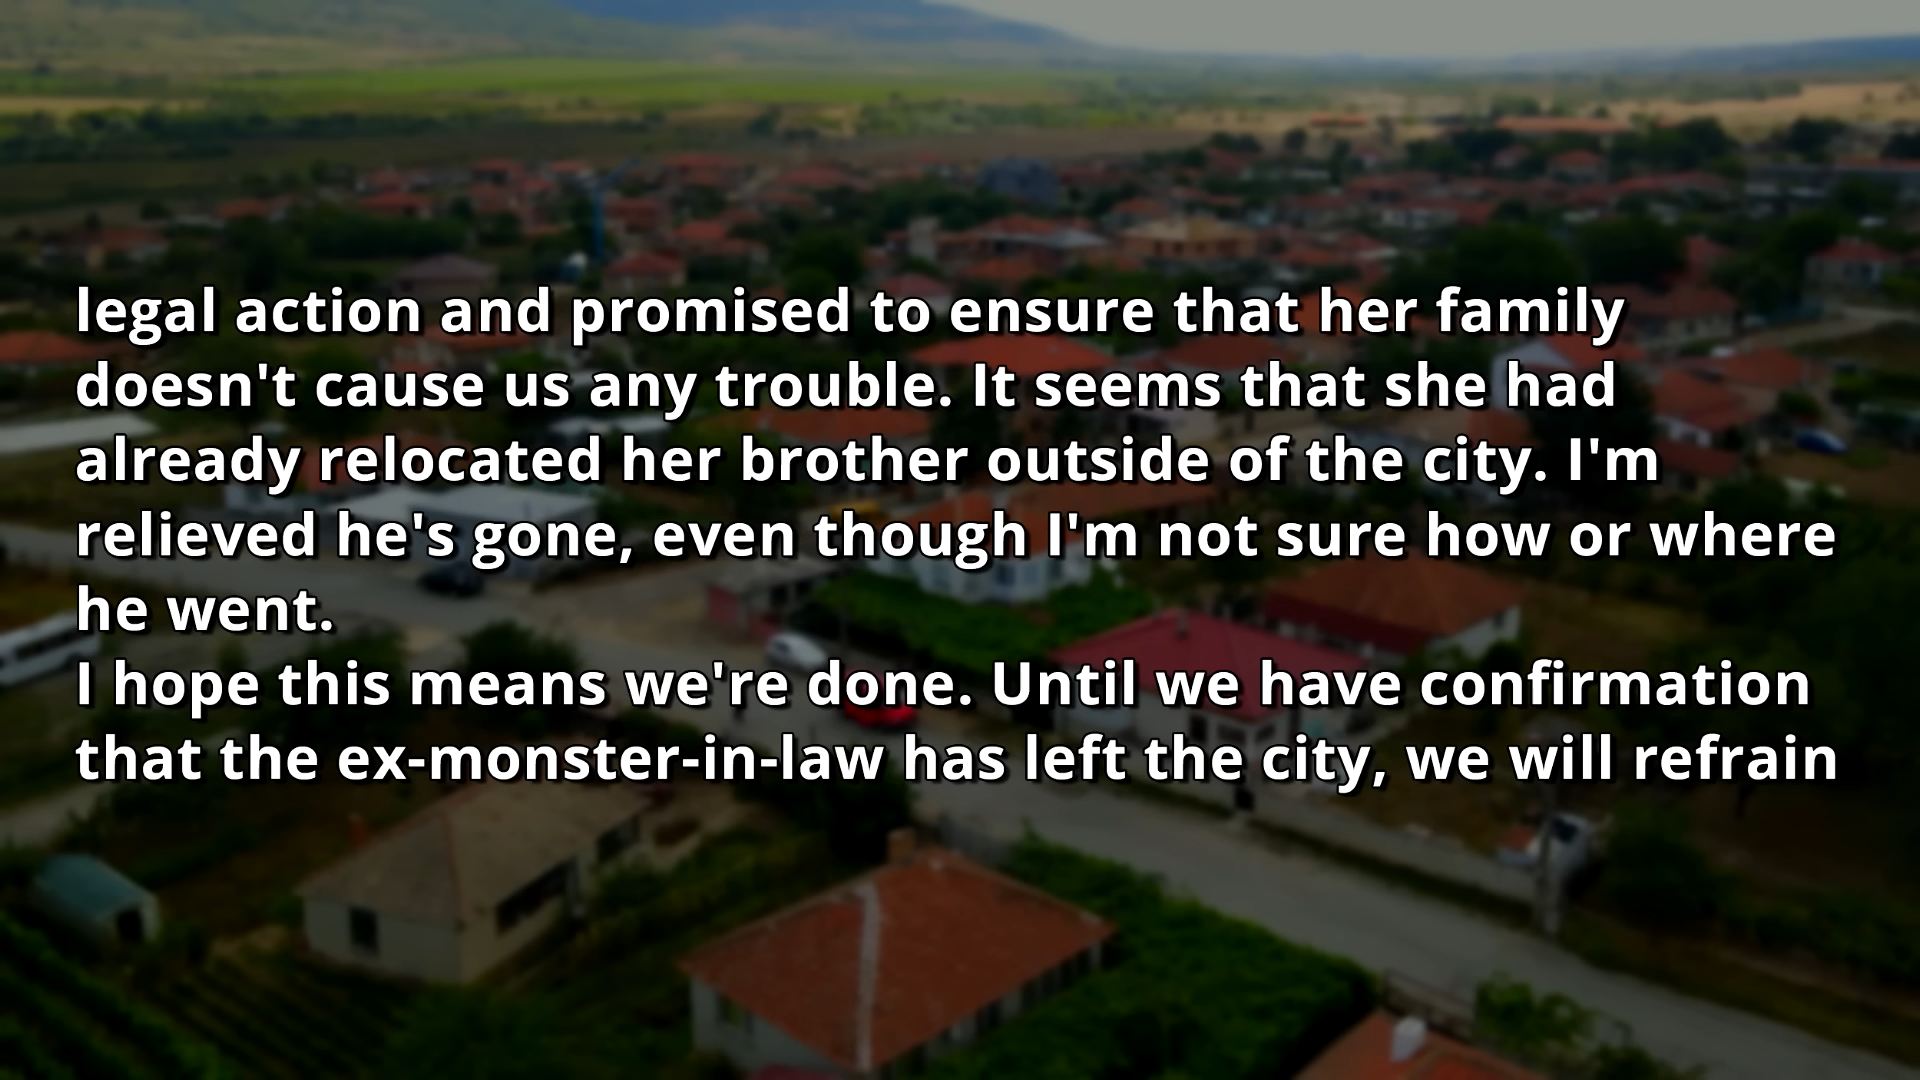 legal action and promised to ensure that her family
doesn't cause us any trouble. It seems that she had
already relocated her brother outside of the city. I'm
relieved he's gone, even though I'm not sure how or where
he went.
I hope this means we're done. Until we have confirmation
that the ex-monster-in-law has left the city, we will refrain